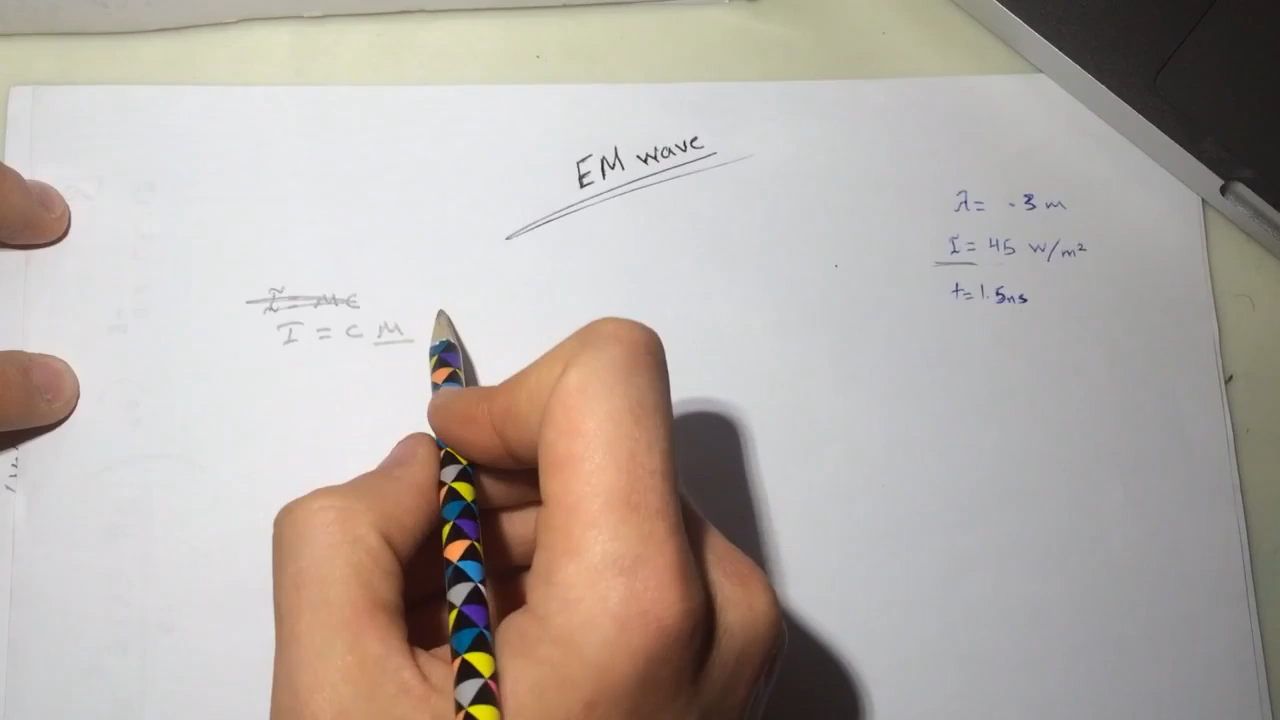 EM wave
λ= .3 m
I= 45 W/m²
t=1.5ns
I = c M